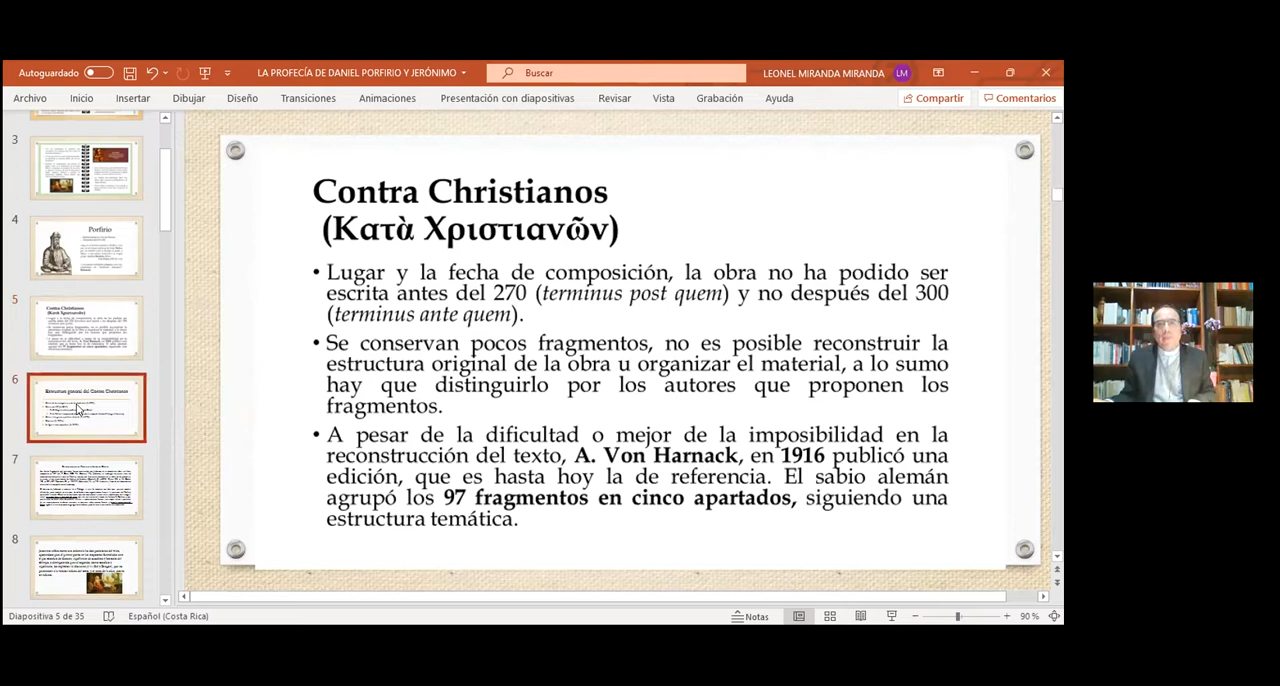 Autoguardado
LA PROFECÍA DE DANIEL PORFIRIO Y JERÓNIMO
Buscar
LEONEL MIRANDA MIRANDA
LM
Archivo
Inicio
Insertar
Dibujar
Diseño
Transiciones
Animaciones
Presentación con diapositivas
Revisar
Vista
Grabación
Ayuda
Compartir
Comentarios
3
4
Porfirio
5
Contra Christianos
(Κατὰ Χριστιανῶν)
6
Estructura general del Contra Christianos
7
8
Contra Christianos
(Κατὰ Χριστιανῶν)
• Lugar y la fecha de composición, la obra no ha podido ser
escrita antes del 270 (terminus post quem) y no después del 300
(terminus ante quem).
• Se conservan pocos fragmentos, no es posible reconstruir la
estructura original de la obra u organizar el material, a lo sumo
hay que distinguirlo por los autores que proponen los
fragmentos.
• A pesar de la dificultad o mejor de la imposibilidad en la
reconstrucción del texto, A. Von Harnack, en 1916 publicó una
edición, que es hasta hoy la de referencia. El sabio alemán
agrupó los 97 fragmentos en cinco apartados, siguiendo una
estructura temática.
Diapositiva 5 de 35
Español (Costa Rica)
Notas
90 %